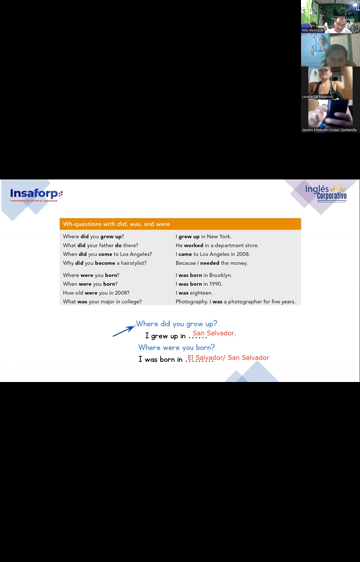 Insaforp
Inglés
Corporativo
Wh-questions with did, was, and were
Where did you grow up? I grew up in New York.
What did your father do there? He worked in a department store.
When did you come to Los Angeles? I came to Los Angeles in 2008.
Why did you become a hairstylist? Because I needed the money.
Where were you born? I was born in Brooklyn.
When were you born? I was born in 1990.
How old were you in 2008? I was eighteen.
What was your major in college? Photography. I was a photographer for five years.
Where did you grow up?
I grew up in ...... San Salvador.
Where were you born?
I was born in ......... El Salvador/ San Salvador